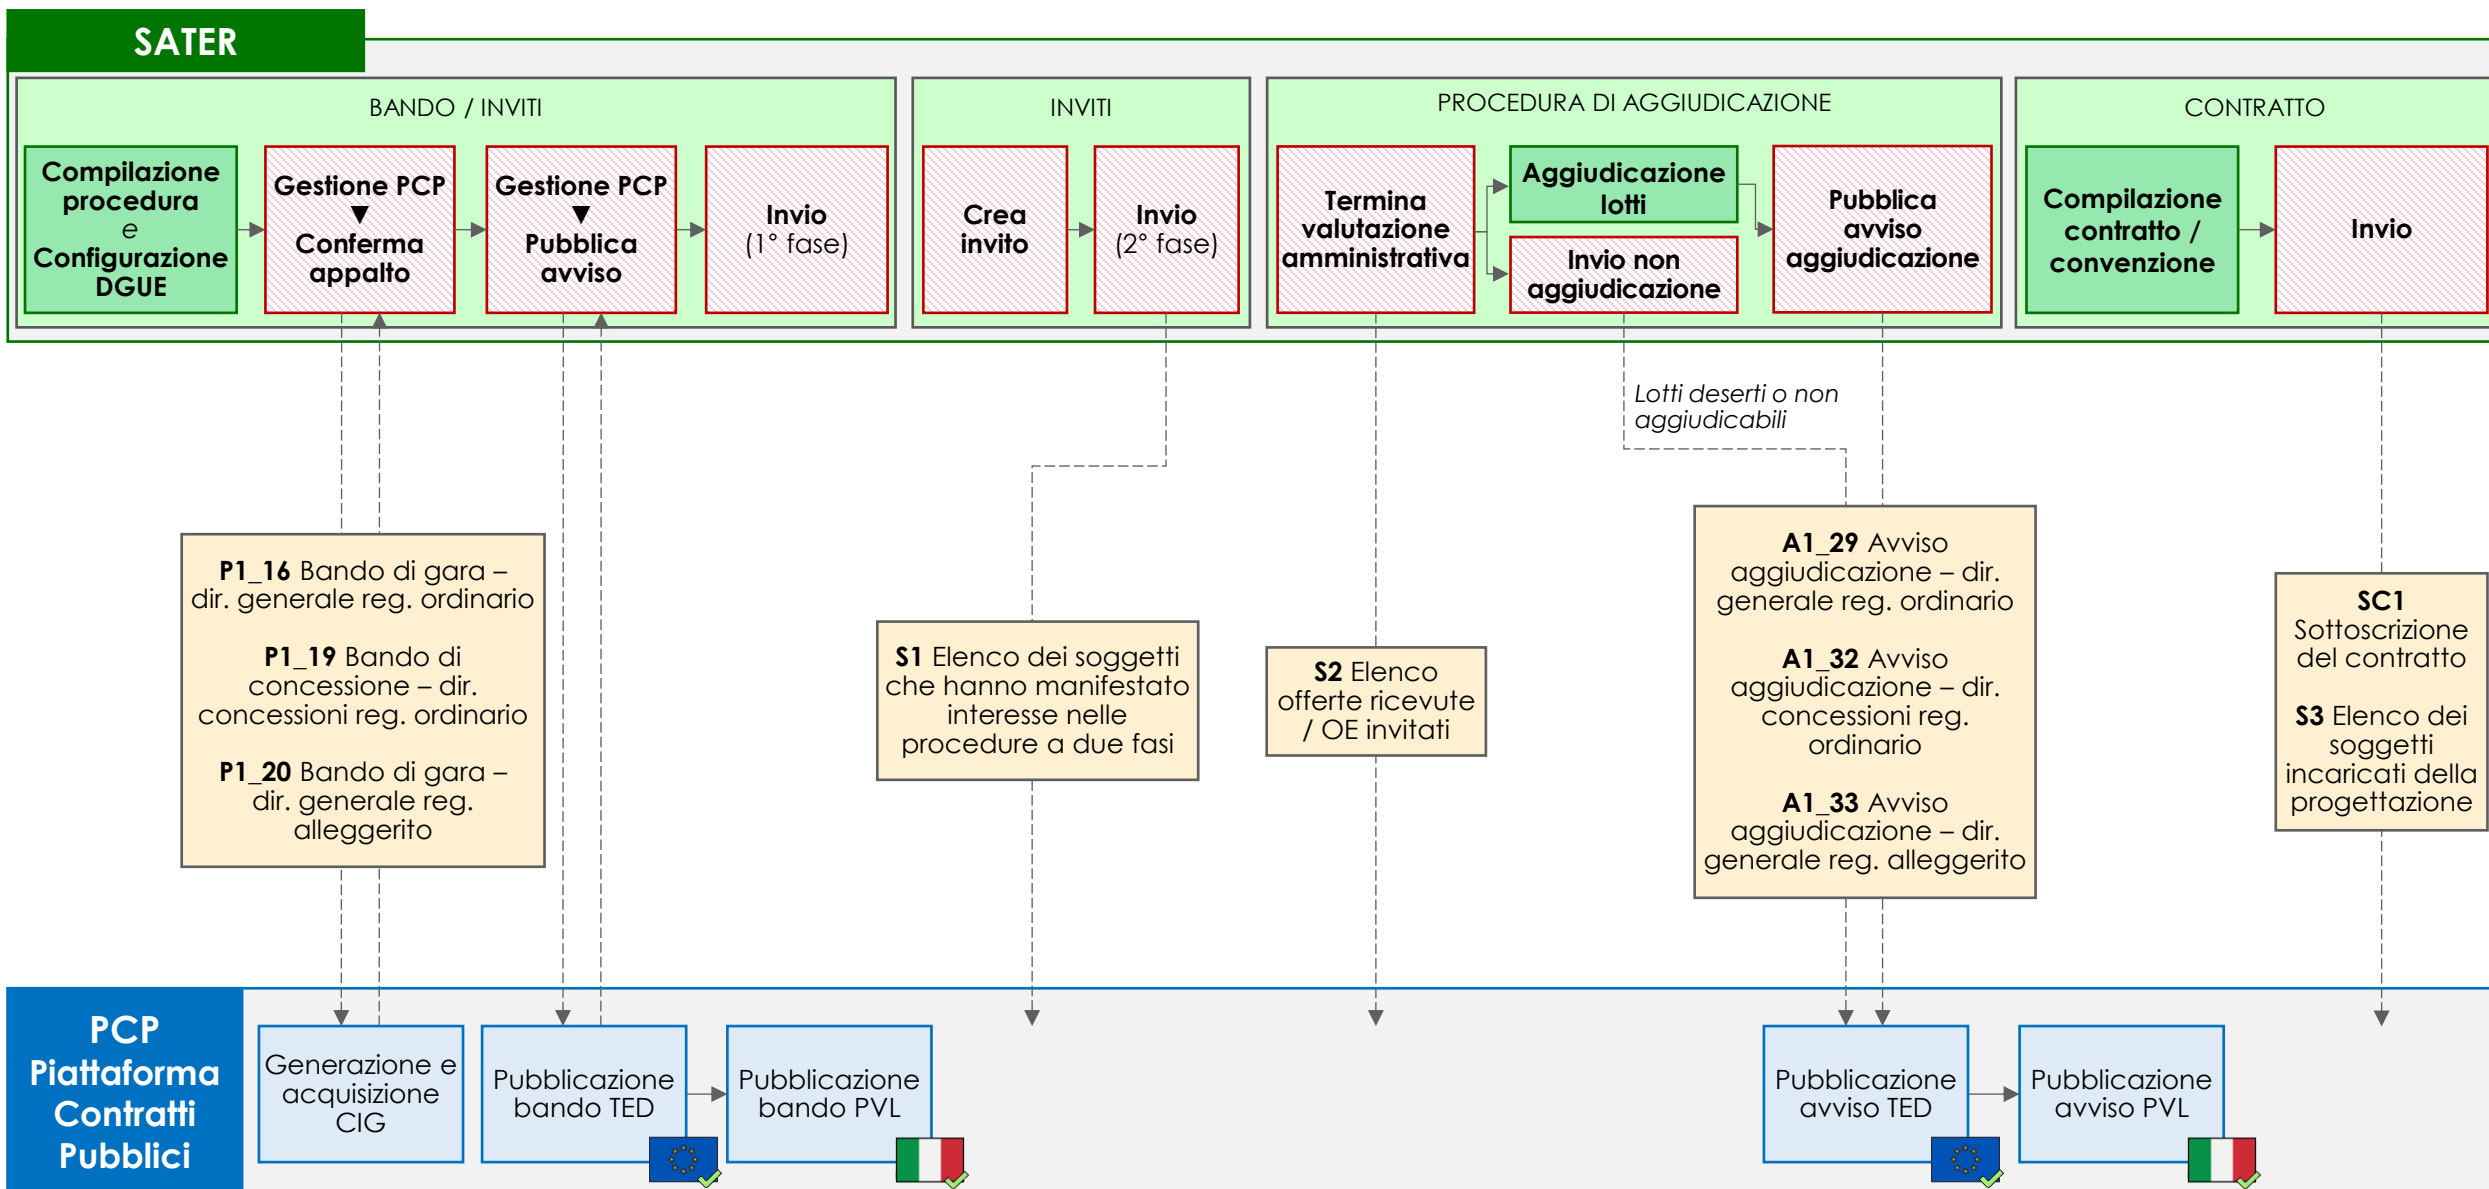 SATER
BANDO / INVITI
Compilazione
procedura
e
Configurazione
DGUE
Gestione PCP
▼
Conferma
appalto
Gestione PCP
▼
Pubblica
avviso
Invio
(1° fase)
INVITI
Crea
invito
Invio
(2° fase)
PROCEDURA DI AGGIUDICAZIONE
Termina
valutazione
amministrativa
Aggiudicazione
lotti
Invio non
aggiudicazione
Pubblica
avviso
aggiudicazione
CONTRATTO
Compilazione
contratto /
convenzione
Invio
Lotti deserti o non
aggiudicabili
P1_16 Bando di gara –
dir. generale reg. ordinario
P1_19 Bando di
concessione – dir.
concessioni reg. ordinario
P1_20 Bando di gara –
dir. generale reg.
alleggerito
S1 Elenco dei soggetti
che hanno manifestato
interesse nelle
procedure a due fasi
S2 Elenco
offerte ricevute
/ OE invitati
A1_29 Avviso
aggiudicazione – dir.
generale reg. ordinario
A1_32 Avviso
aggiudicazione – dir.
concessioni reg.
ordinario
A1_33 Avviso
aggiudicazione – dir.
generale reg. alleggerito
SC1
Sottoscrizione
del contratto
S3 Elenco dei
soggetti
incaricati della
progettazione
PCP
Piattaforma
Contratti
Pubblici
Generazione e
acquisizione
CIG
Pubblicazione
bando TED
Pubblicazione
bando PVL
Pubblicazione
avviso TED
Pubblicazione
avviso PVL